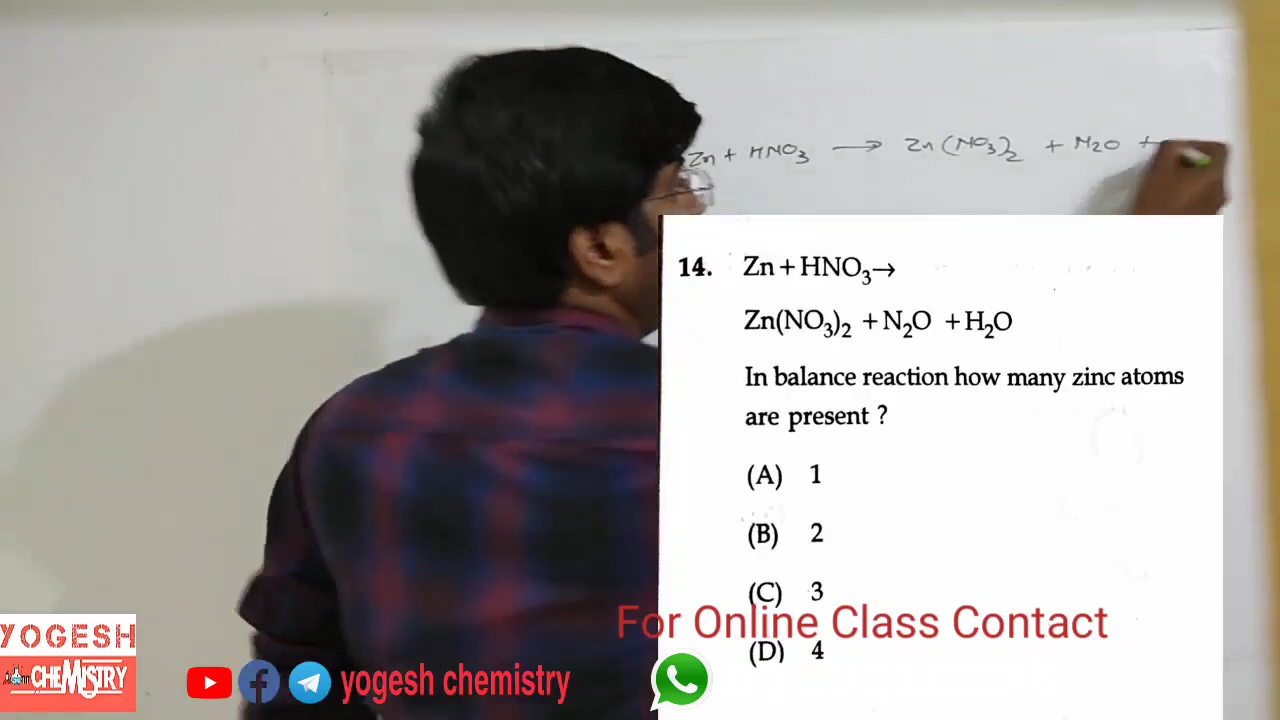 Zn + HNO3 → Zn(NO3)2 + N2O +
14. Zn + HNO₃→
Zn(NO₃)₂ + N₂O + H₂O
In balance reaction how many zinc atoms
are present ?
(A) 1
(B) 2
(C) 3
For Online Class Contact
(D) 4
YOGESH
CHEMISTRY
yogesh chemistry